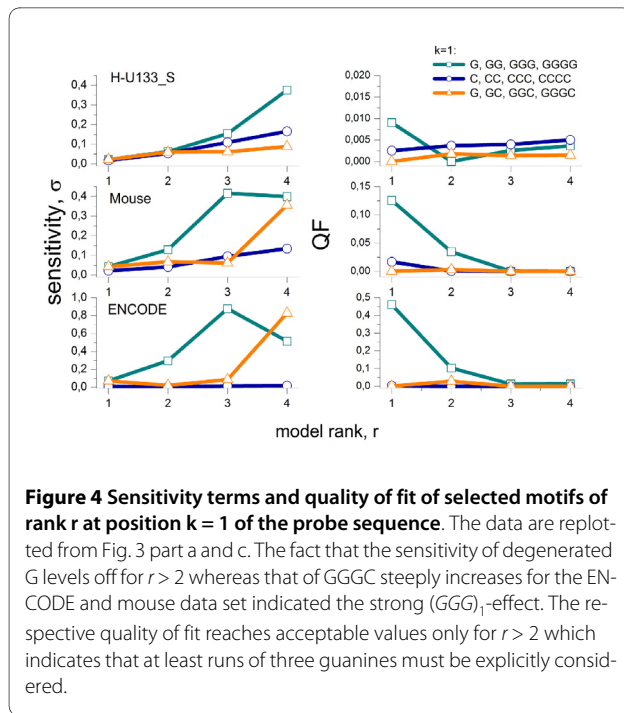 k=1:
G, GG, GGG, GGGG
C, CC, CCC, CCCC
G, GC, GGC, GGGC
H-U133_S
0,4
0,3
0,2
0,1
0,0
1 2 3 4
0,020
0,015
0,010
0,005
0,000
1 2 3 4
sensitivity, σ
QF
Mouse
0,4
0,3
0,2
0,1
0,0
1 2 3 4
0,15
0,10
0,05
0,00
1 2 3 4
ENCODE
1,0
0,8
0,6
0,4
0,2
0,0
1 2 3 4
0,5
0,4
0,3
0,2
0,1
0,0
1 2 3 4
model rank, r
Figure 4 Sensitivity terms and quality of fit of selected motifs of
rank r at position k = 1 of the probe sequence. The data are replot-
ted from Fig. 3 part a and c. The fact that the sensitivity of degenerated
G levels off for r > 2 whereas that of GGGC steeply increases for the EN-
CODE and mouse data set indicated the strong (GGG)1-effect. The re-
spective quality of fit reaches acceptable values only for r > 2 which
indicates that at least runs of three guanines must be explicitly consid-
ered.